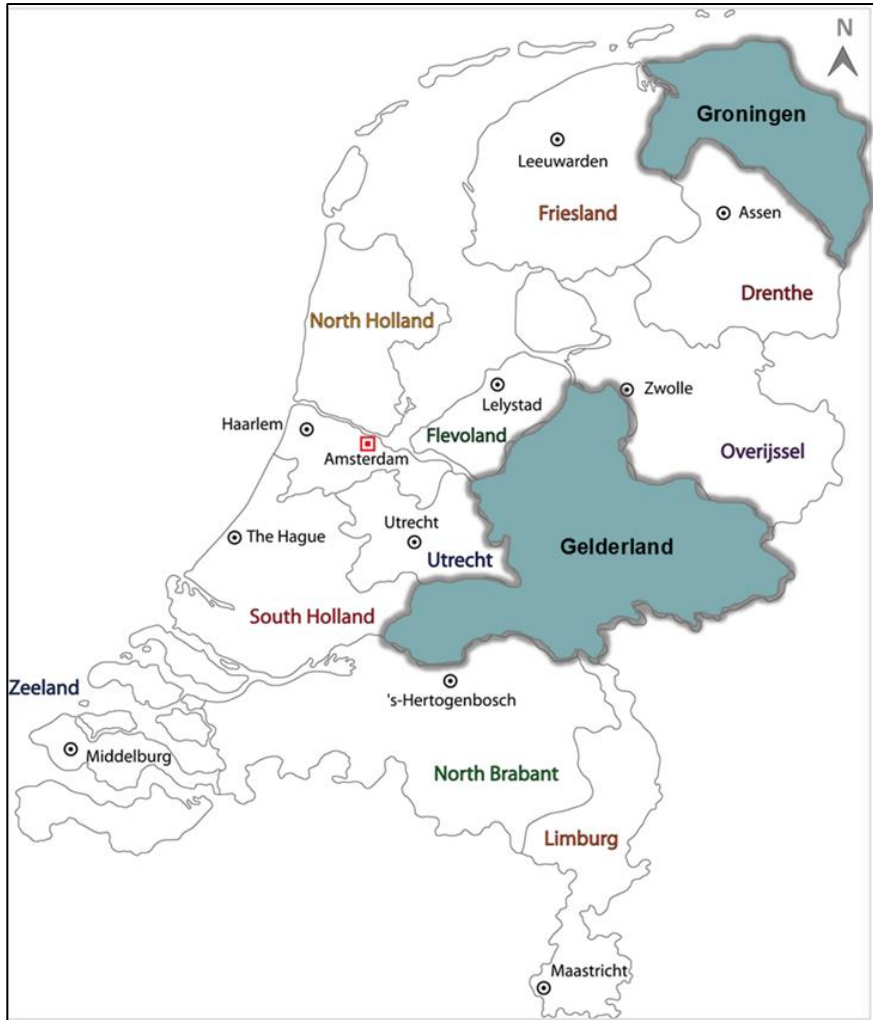 N
Groningen
Leeuwarden
Friesland
Assen
Drenthe
North Holland
Zwolle
Lelystad
Haarlem
Flevoland
Amsterdam
Overijssel
Utrecht
The Hague
Utrecht
Gelderland
South Holland
Zeeland
's-Hertogenbosch
Middelburg
North Brabant
Limburg
Maastricht